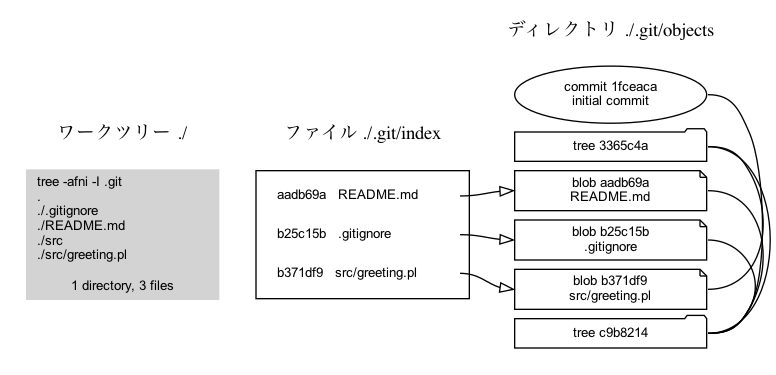 ディレクトリ ./.git/objects
commit 1fceaca
initial commit
ワークツリー ./
ファイル ./.git/index
tree 3365c4a
tree -afni -I .git
.
./.gitignore
./README.md
./src
./src/greeting.pl
1 directory, 3 files
aadb69a README.md
b25c15b .gitignore
b371df9 src/greeting.pl
blob aadb69a
README.md
blob b25c15b
.gitignore
blob b371df9
src/greeting.pl
tree c9b8214